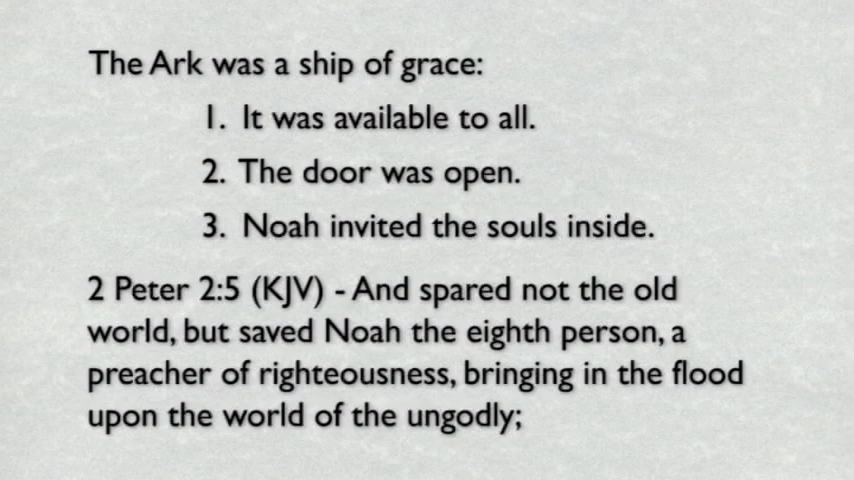 The Ark was a ship of grace:
1. It was available to all.
2. The door was open.
3. Noah invited the souls inside.
2 Peter 2:5 (KJV) - And spared not the old
world, but saved Noah the eighth person, a
preacher of righteousness, bringing in the flood
upon the world of the ungodly;